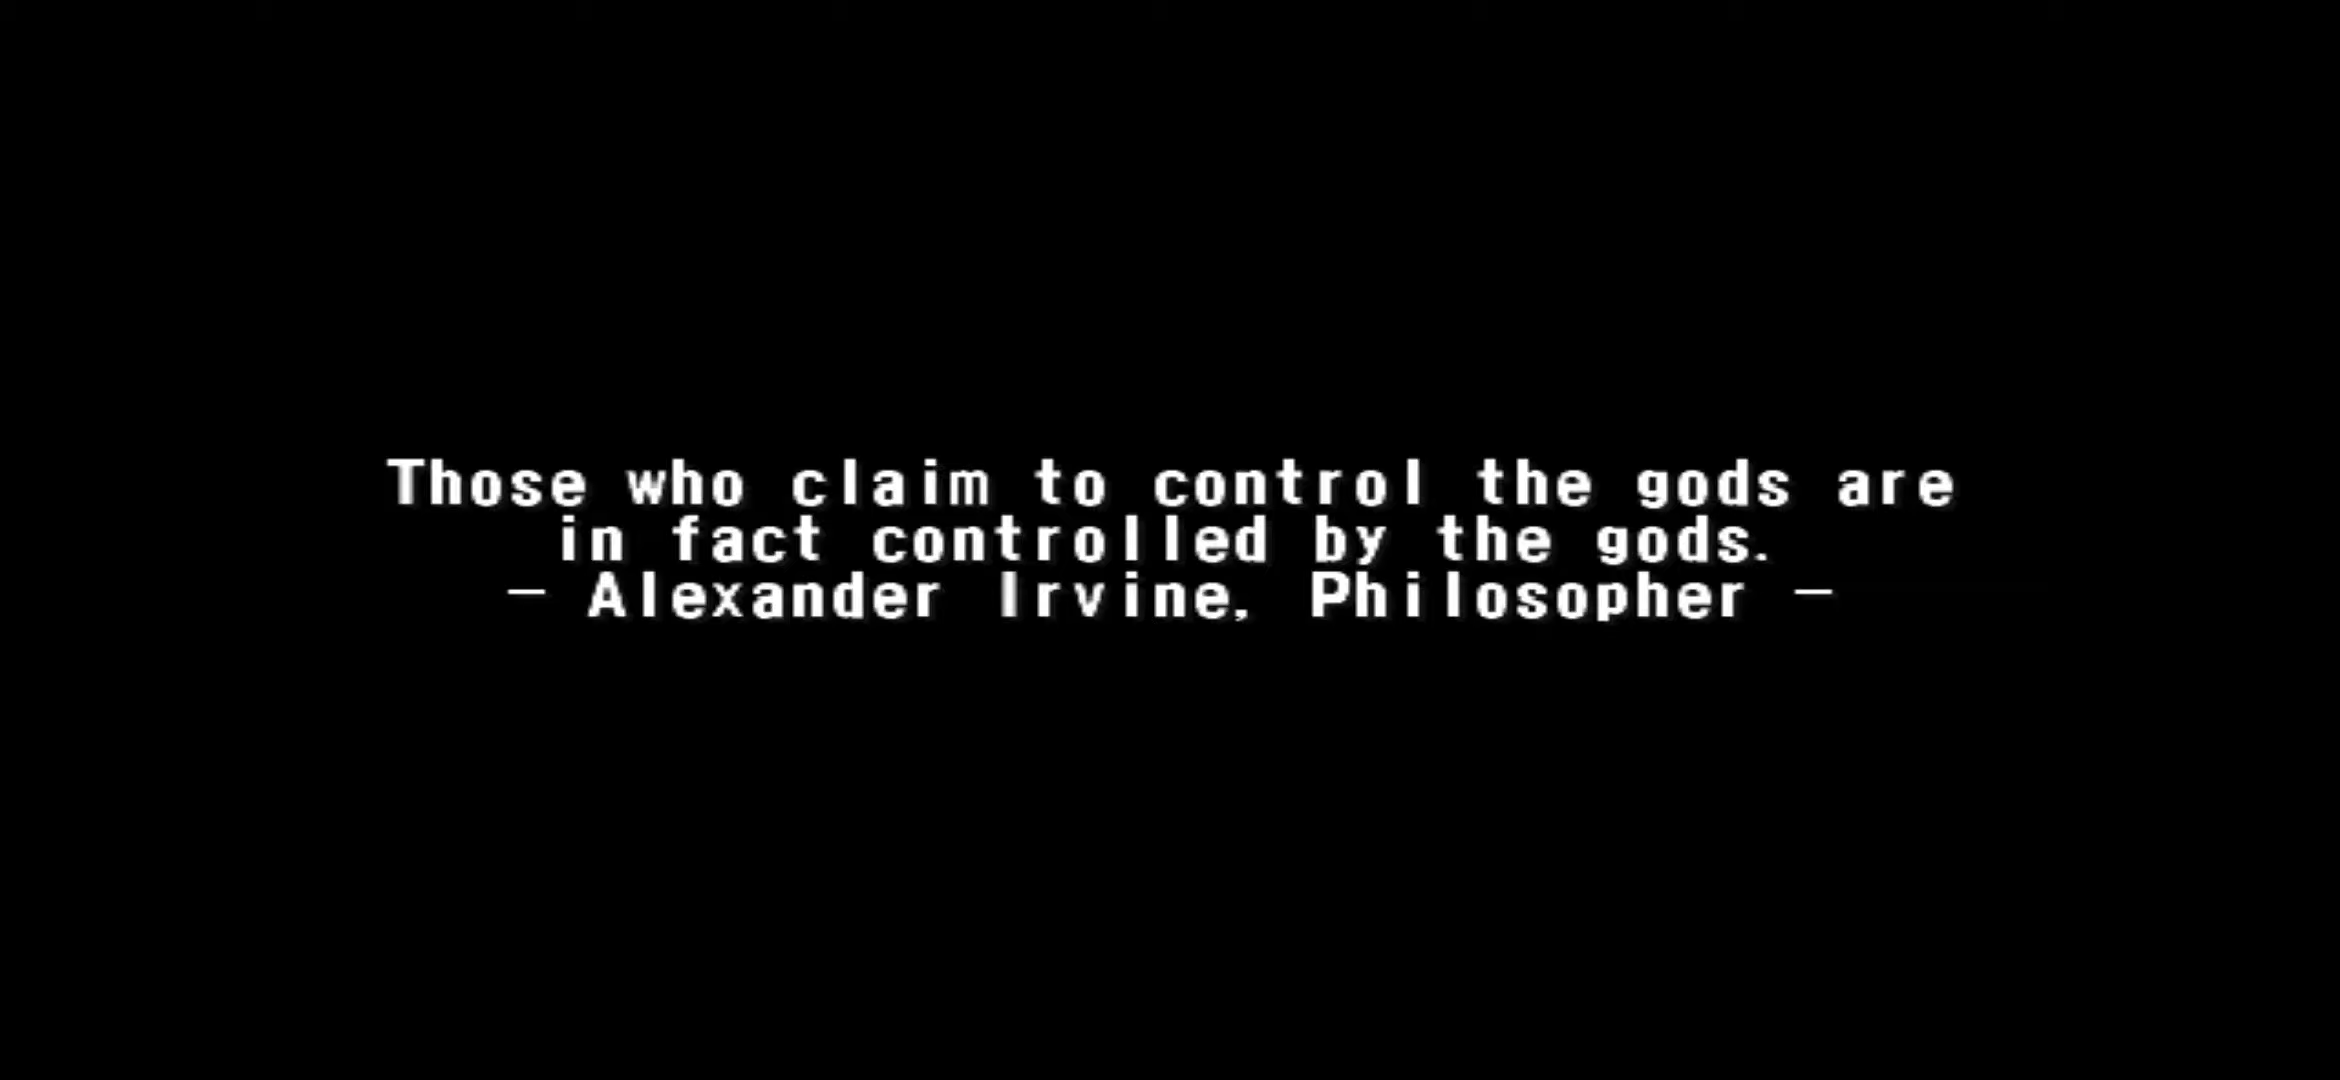 Those who claim to control the gods are
in fact controlled by the gods.
— Alexander Irvine, Philosopher —